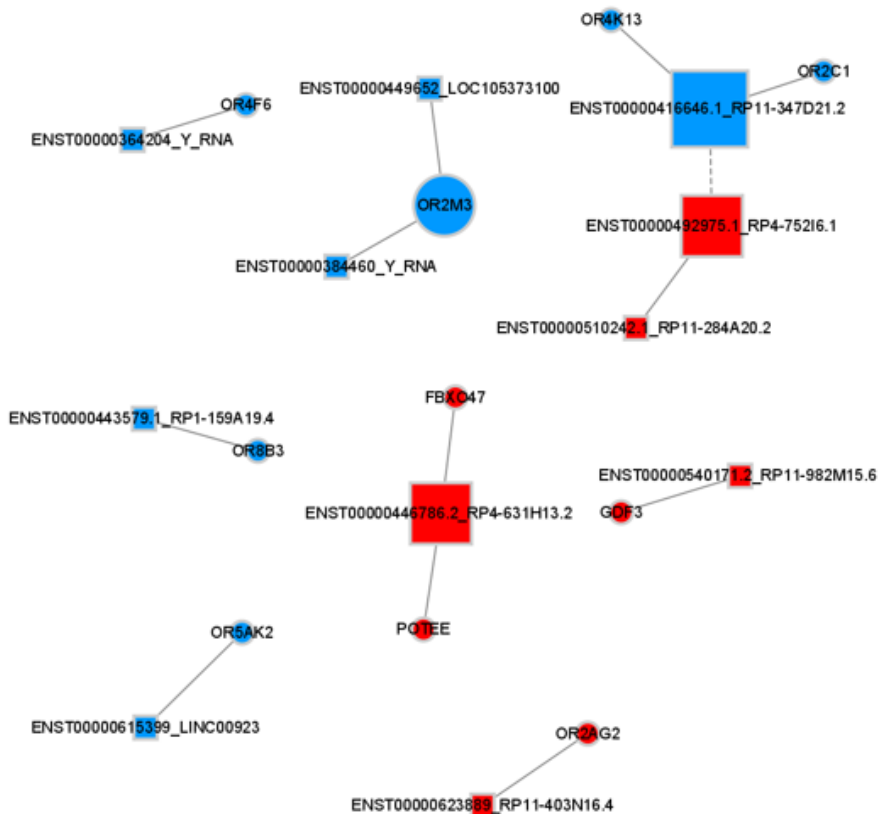 OR4K13
OR2C1
ENST00000449652_LOC105373100
OR4F6
ENST00000416646.1_RP11-347D21.2
ENST00000364204_Y_RNA
OR2M3
ENST00000492975.1_RP4-752I6.1
ENST00000384460_Y_RNA
ENST00000510242.1_RP11-284A20.2
FBXO47
ENST00000443579.1_RP1-159A19.4
OR8B3
ENST00000540171.2_RP11-982M15.6
ENST00000446786.2_RP4-631H13.2
GDF3
POTEE
OR5AK2
ENST00000615399_LINC00923
OR2AG2
ENST00000623889_RP11-403N16.4